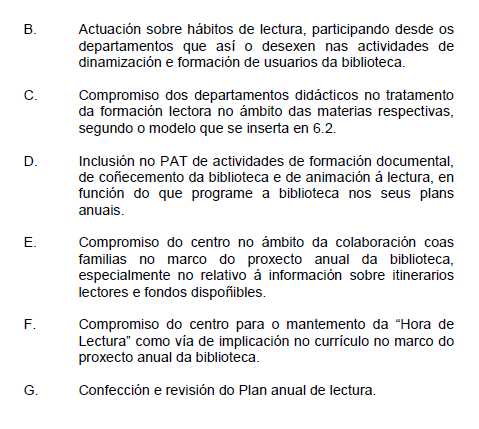 B. Actuación sobre hábitos de lectura, participando desde os
departamentos que así o desexen nas actividades de
dinamización e formación de usuarios da biblioteca.
C. Compromiso dos departamentos didácticos no tratamento
da formación lectora no ámbito das materias respectivas,
segundo o modelo que se inserta en 6.2.
D. Inclusión no PAT de actividades de formación documental,
de coñecemento da biblioteca e de animación á lectura, en
función do que programe a biblioteca nos seus plans
anuais.
E. Compromiso do centro no ámbito da colaboración coas
familias no marco do proxecto anual da biblioteca,
especialmente no relativo á información sobre itinerarios
lectores e fondos dispoñibles.
F. Compromiso do centro para o mantemento da “Hora de
Lectura” como vía de implicación no currículo no marco do
proxecto anual da biblioteca.
G. Confección e revisión do Plan anual de lectura.